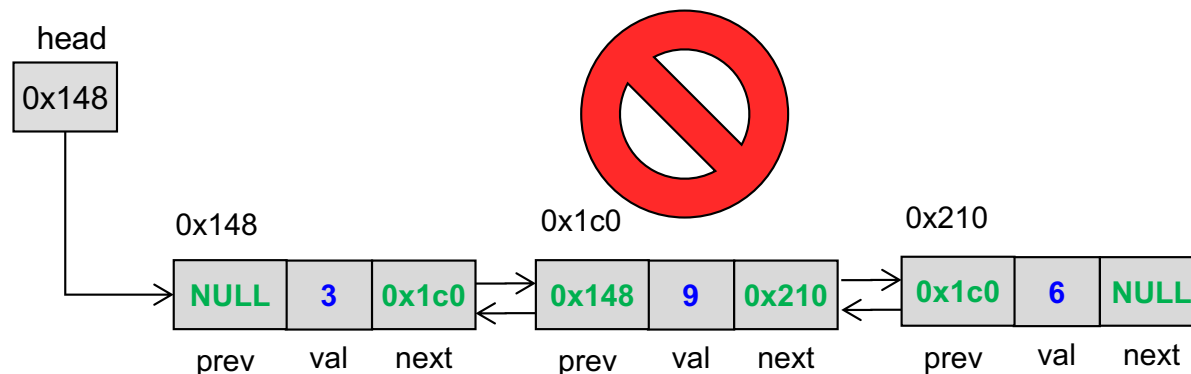 head
0x148
0x148
0x1c0
0x210
NULL 3 0x1c0 0x148 9 0x210 0x1c0 6 NULL
prev val next prev val next prev val next